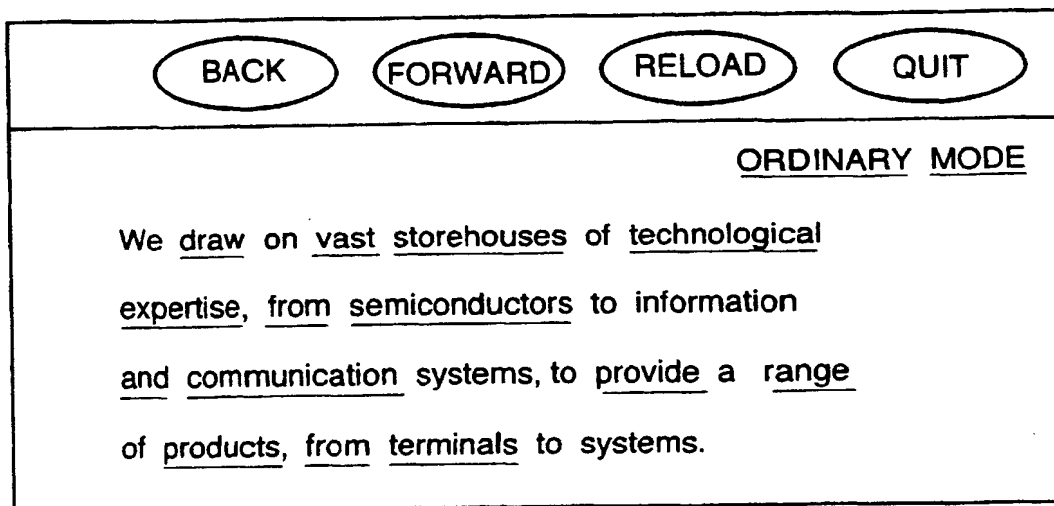 BACK FORWARD RELOAD QUIT
ORDINARY MODE
We draw on vast storehouses of technological
expertise, from semiconductors to information
and communication systems, to provide a range
of products, from terminals to systems.